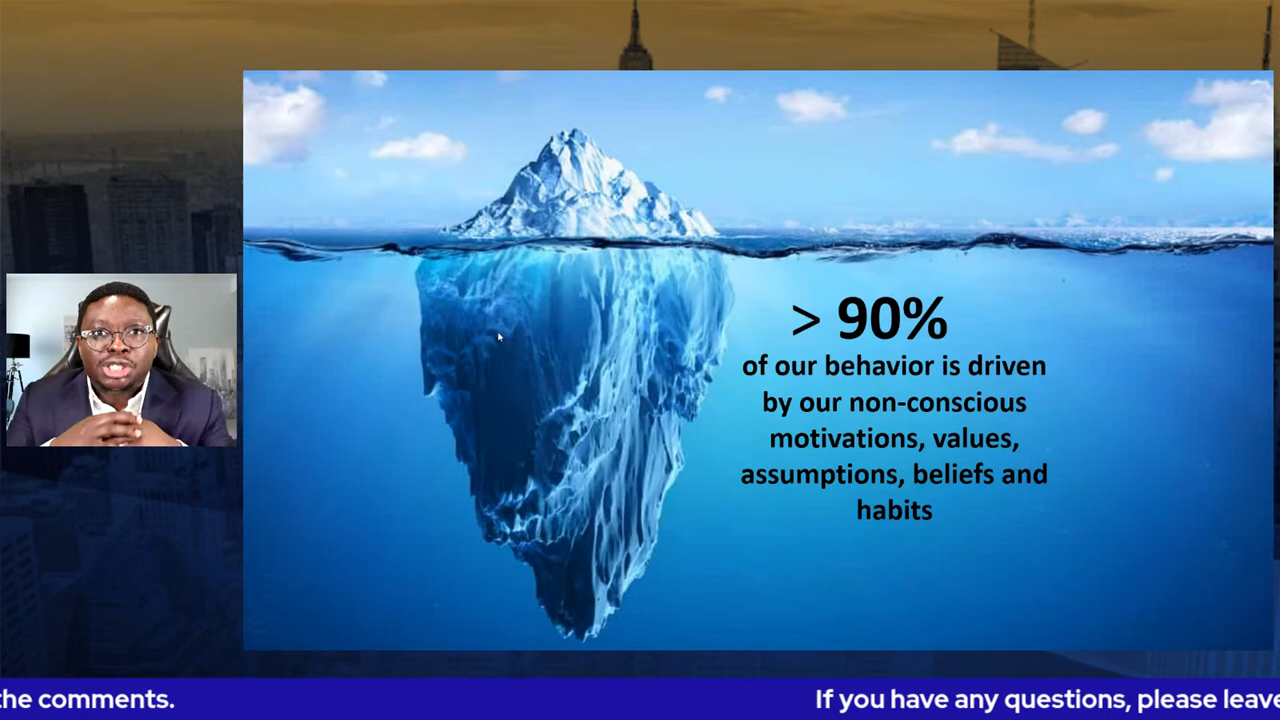 > 90%
of our behavior is driven
by our non-conscious
motivations, values,
assumptions, beliefs and
habits
the comments.
If you have any questions, please leave